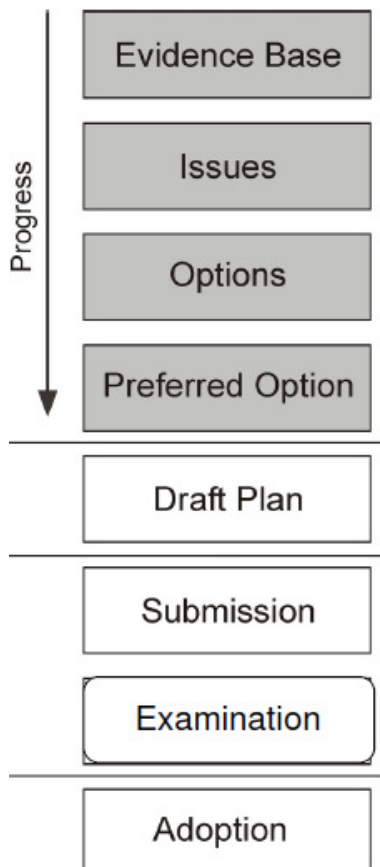 Evidence Base
Issues
Progress
Options
Preferred Option
Draft Plan
Submission
Examination
Adoption